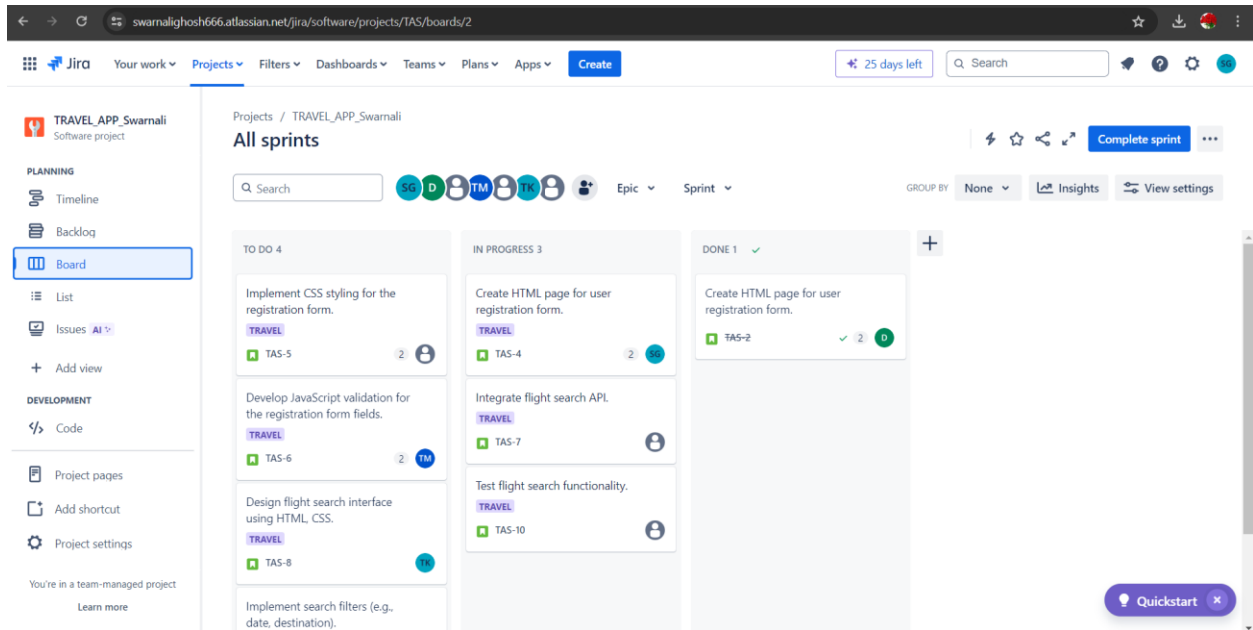 swarnalighosh666.atlassian.net/jira/software/projects/TAS/boards/2
Jira Your work Projects Filters Dashboards Teams Plans Apps Create 25 days left Search SG
TRAVEL_APP_Swarnali
Software project
PLANNING
Timeline
Backlog
Board
List
Issues AI
Add view
DEVELOPMENT
Code
Project pages
Add shortcut
Project settings
You're in a team-managed project
Learn more
Projects / TRAVEL_APP_Swarnali
All sprints
Complete sprint
Search SG D TM TK Epic Sprint GROUP BY None Insights View settings
TO DO 4
Implement CSS styling for the
registration form.
TRAVEL
TAS-5 2
Develop JavaScript validation for
the registration form fields.
TRAVEL
TAS-6 2 TM
Design flight search interface
using HTML, CSS.
TRAVEL
TAS-8 TK
Implement search filters (e.g.,
date, destination).
IN PROGRESS 3
Create HTML page for user
registration form.
TRAVEL
TAS-4 2 SG
Integrate flight search API.
TRAVEL
TAS-7
Test flight search functionality.
TRAVEL
TAS-10
DONE 1
Create HTML page for user
registration form.
TAS-2 2 D
Quickstart